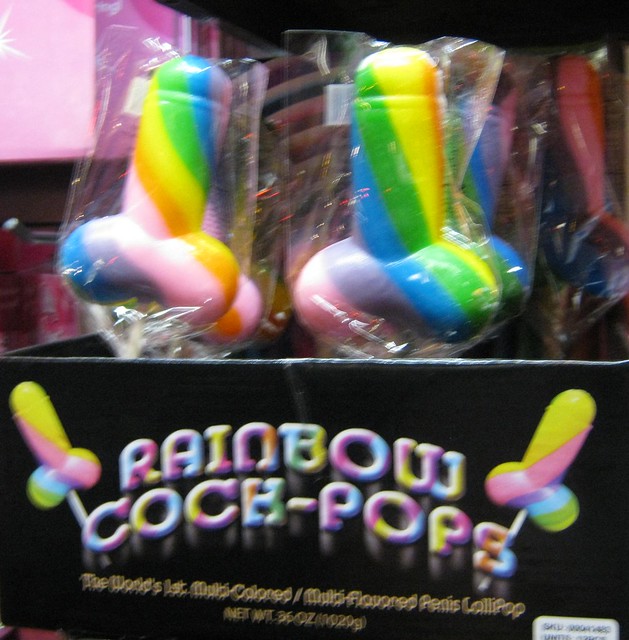 RAINBOW
COCK-POPS
The World's 1st. Multi-Colored / Multi-Flavored Penis LolliPop
NET WT. 36 OZ (1020g)